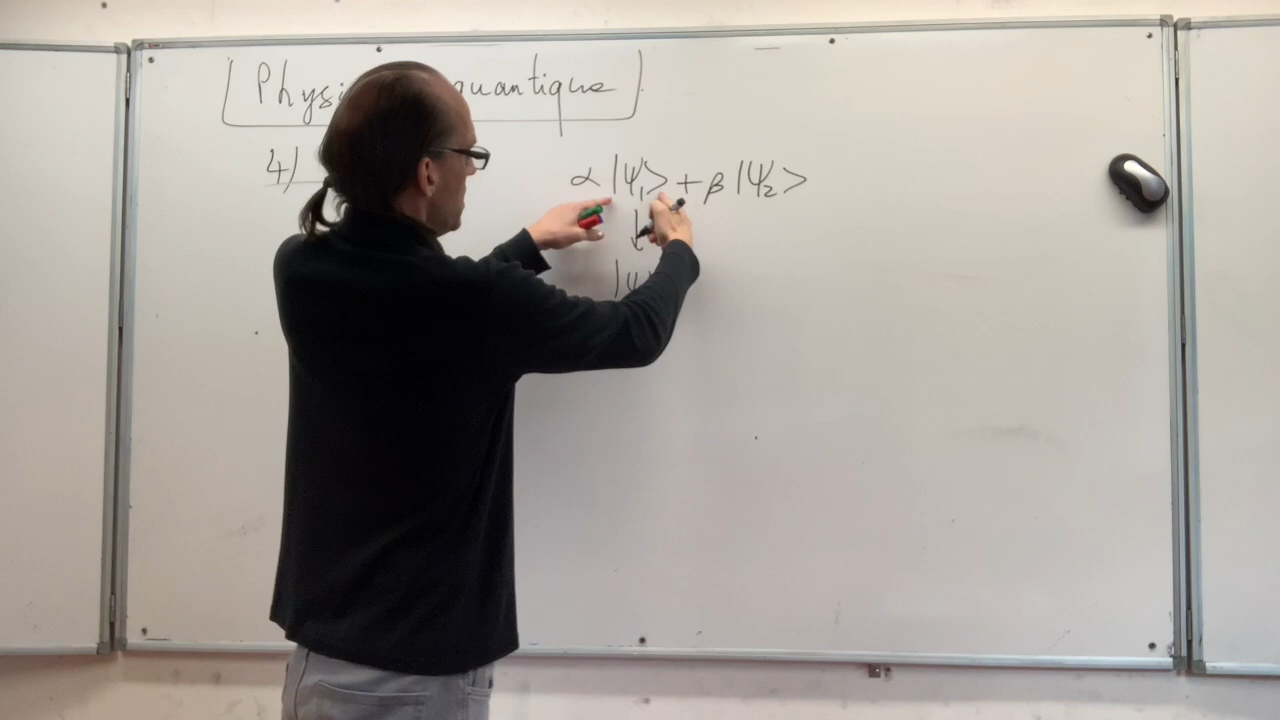 Physi quantique
4)
α |ψ₁> + β |ψ₂>
↓
|ψ